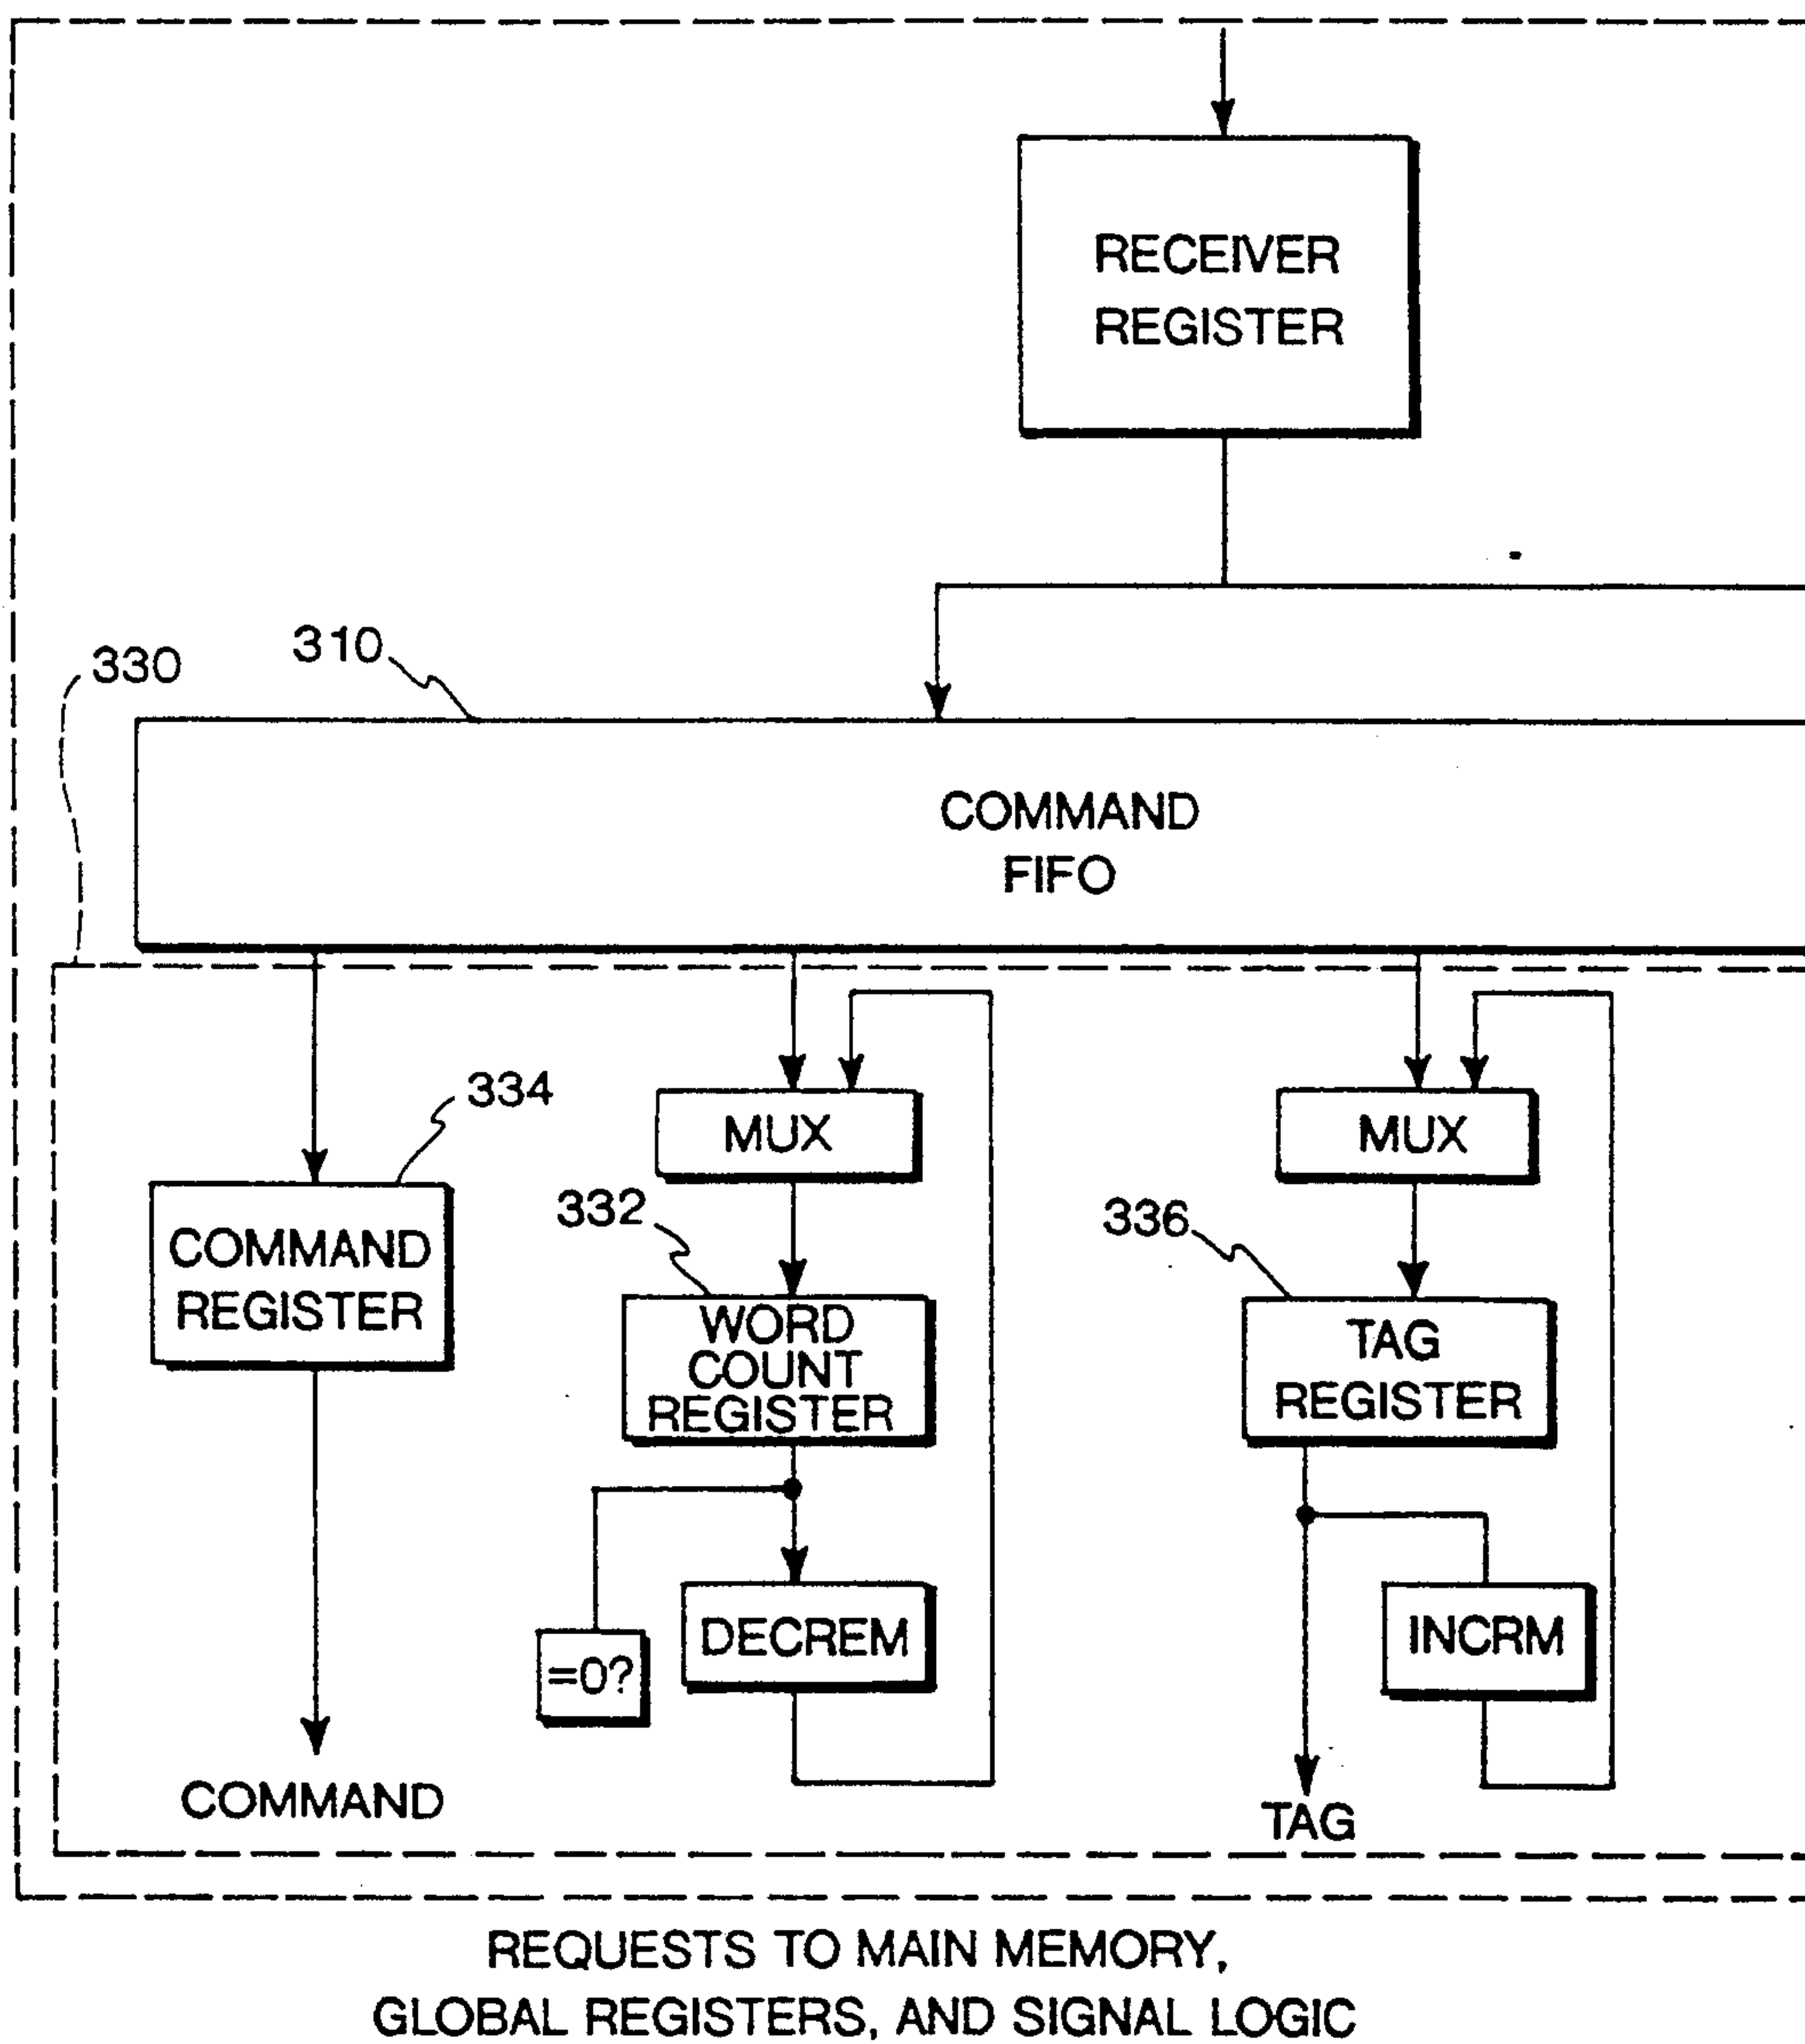 RECEIVER
REGISTER
330
310
COMMAND
FIFO
334
MUX
MUX
332
336
COMMAND
REGISTER
WORD
COUNT
REGISTER
TAG
REGISTER
=0?
DECREM
INCRM
COMMAND
TAG
REQUESTS TO MAIN MEMORY,
GLOBAL REGISTERS, AND SIGNAL LOGIC